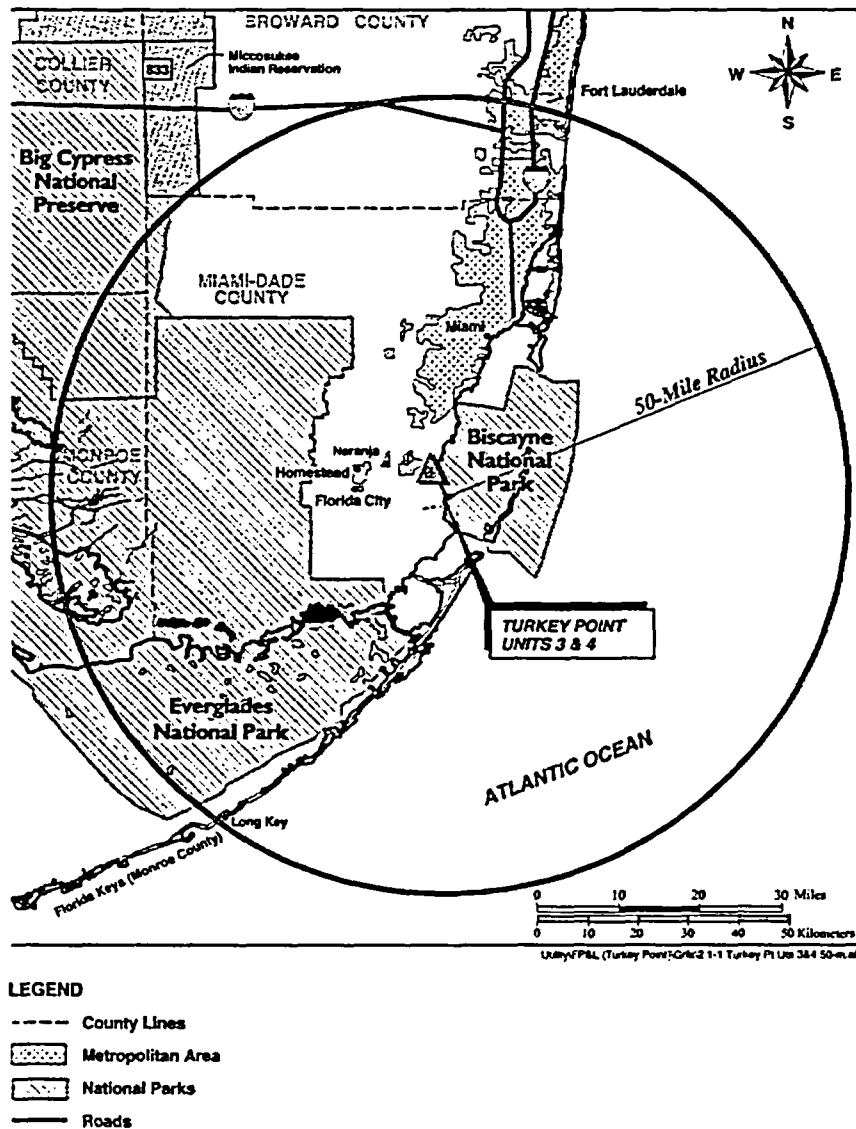 BROWARD COUNTY
N
W E
S
Miccosukee
Indian Reservation
833
COLLIER
COUNTY
Fort Lauderdale
Big Cypress
National
Preserve
MIAMI-DADE
COUNTY
Miami
50-Mile Radius
Biscayne
National
Park
Naranja
Homestead
Florida City
MONROE
COUNTY
TURKEY POINT
UNITS 3 & 4
Everglades
National Park
ATLANTIC OCEAN
Long Key
Florida Keys (Monroe County)
0 10 20 30 Miles
0 10 20 30 40 50 Kilometers
LEGEND
County Lines
Metropolitan Area
National Parks
Roads